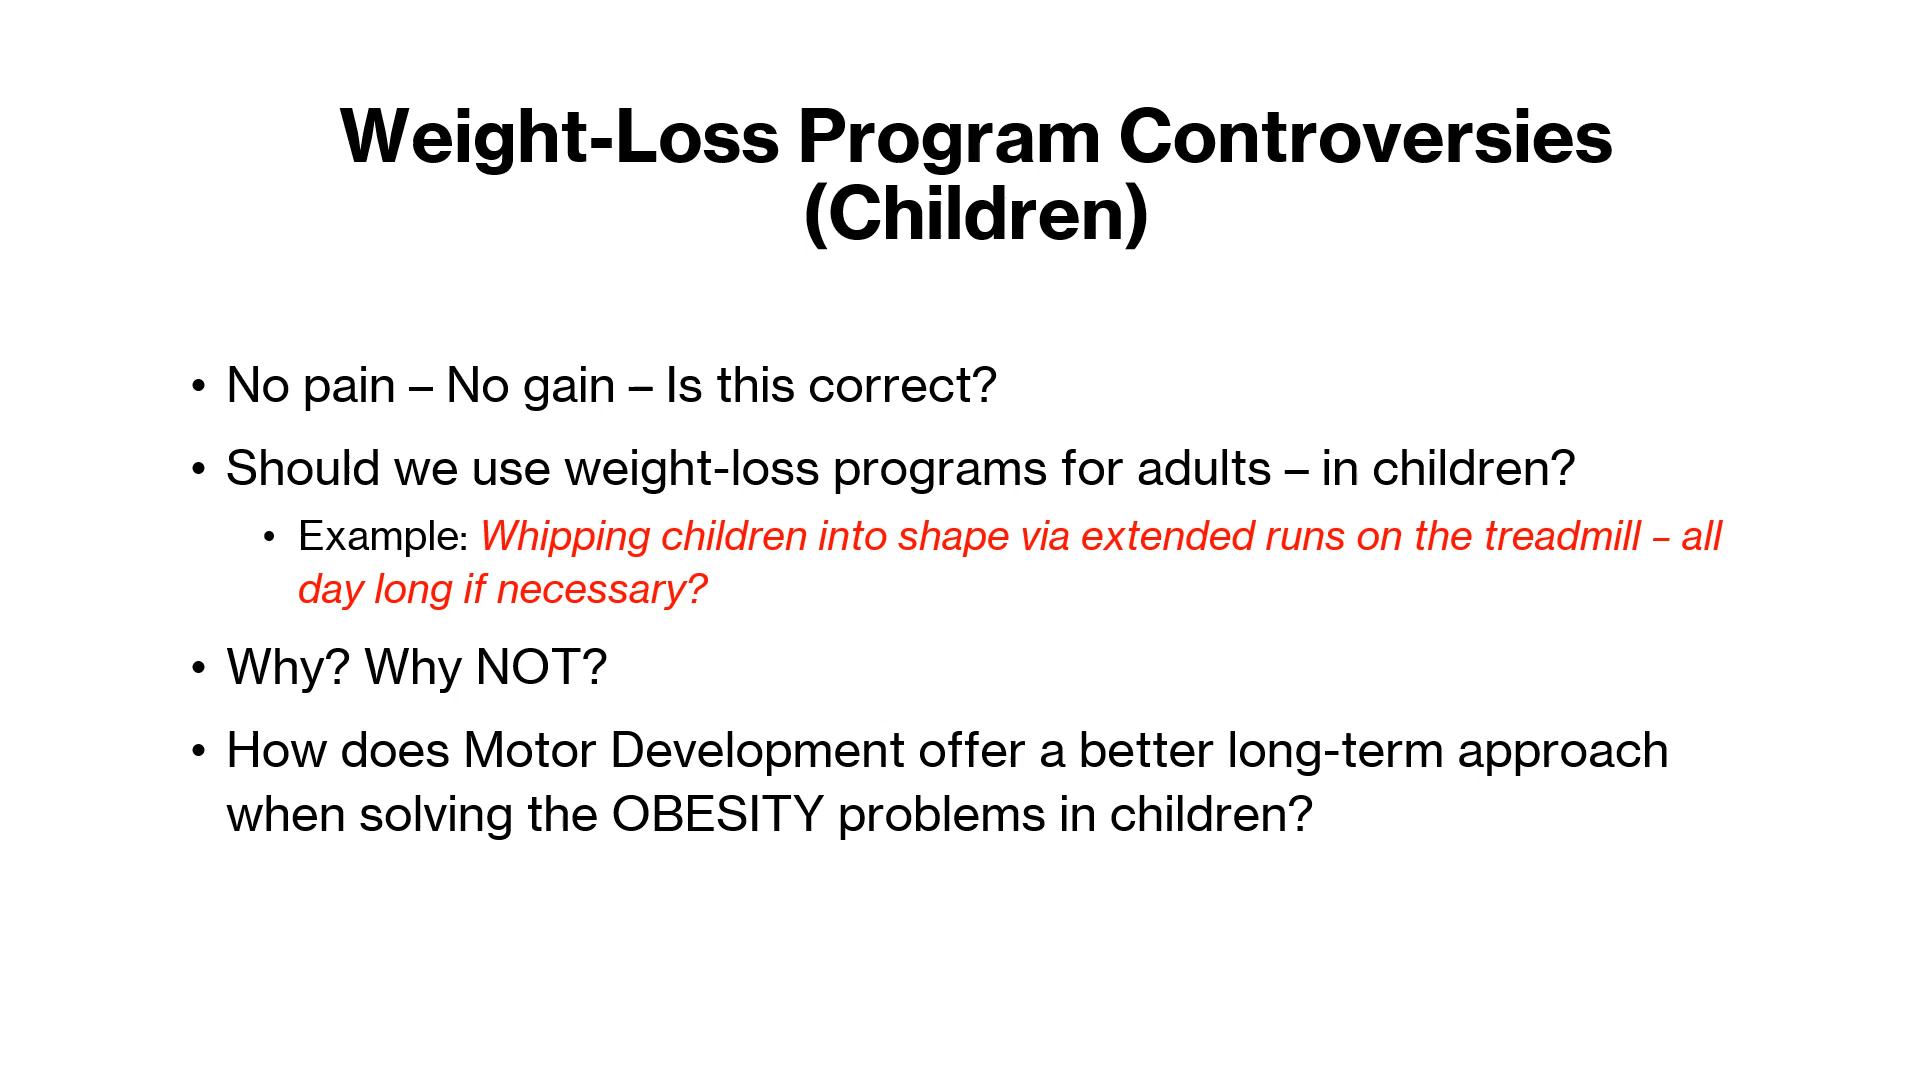 Weight-Loss Program Controversies
(Children)
• No pain – No gain – Is this correct?
• Should we use weight-loss programs for adults – in children?
• Example: Whipping children into shape via extended runs on the treadmill – all
day long if necessary?
• Why? Why NOT?
• How does Motor Development offer a better long-term approach
when solving the OBESITY problems in children?